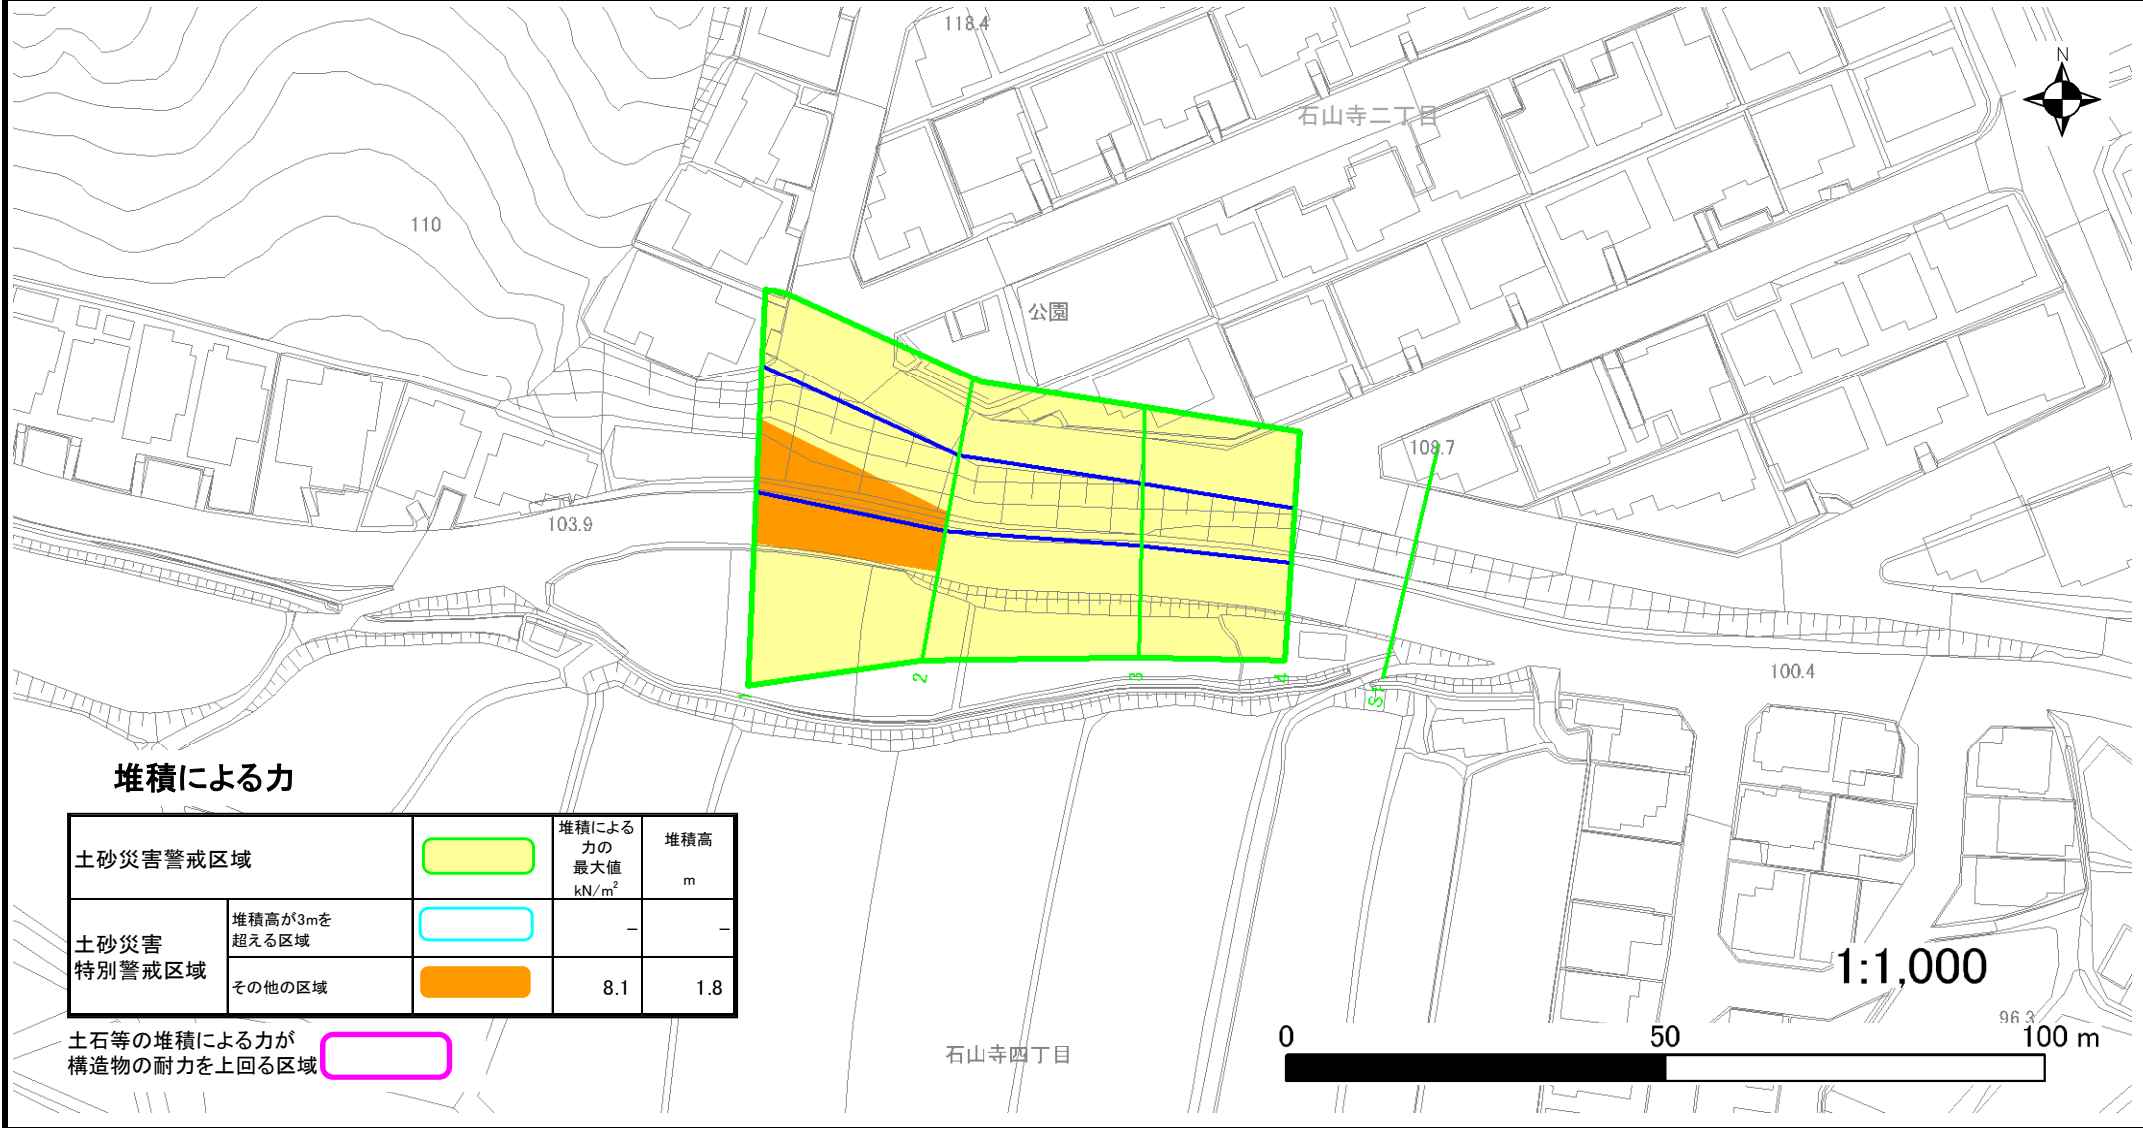 118.4
N
石山寺二丁目
110
公園
108.7
103.9
1
2
3
4
100.4
堆積による力
土砂災害警戒区域
堆積による
力の
最大値
kN/m²
堆積高
m
土砂災害
特別警戒区域
堆積高が3mを
超える区域
–
–
その他の区域
8.1
1.8
土石等の堆積による力が
構造物の耐力を上回る区域
石山寺四丁目
1:1,000
96.3
0
50
100 m